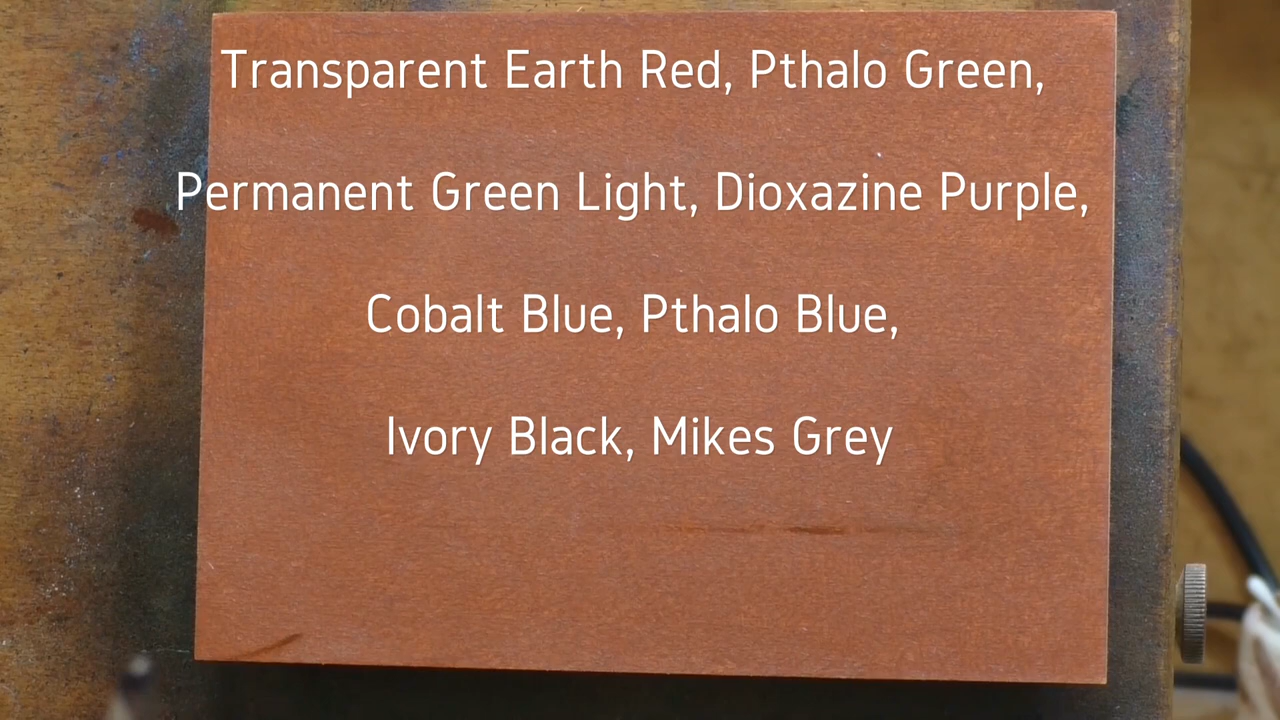 Transparent Earth Red, Pthalo Green,
Permanent Green Light, Dioxazine Purple,
Cobalt Blue, Pthalo Blue,
Ivory Black, Mikes Grey